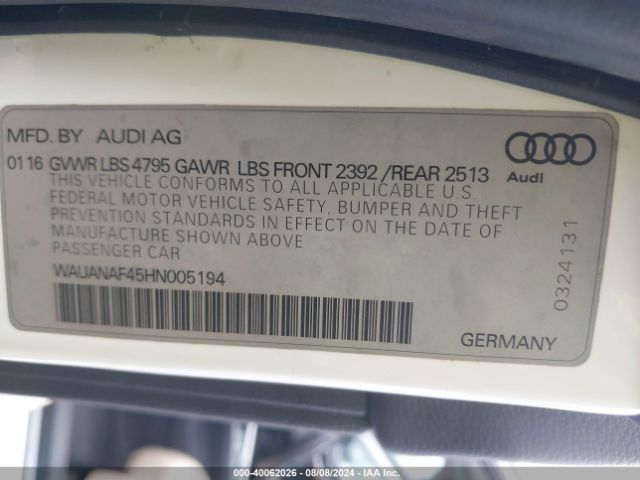 MFD. BY AUDI AG
01 16 GVWR LBS 4795 GAWR LBS FRONT 2392 /REAR 2513
THIS VEHICLE CONFORMS TO ALL APPLICABLE U.S.
FEDERAL MOTOR VEHICLE SAFETY, BUMPER AND THEFT
PREVENTION STANDARDS IN EFFECT ON THE DATE OF
MANUFACTURE SHOWN ABOVE
PASSENGER CAR
WAUANAF45HN005194
Audi
0324131
GERMANY
000-40062026 - 08/08/2024 - IAA Inc.